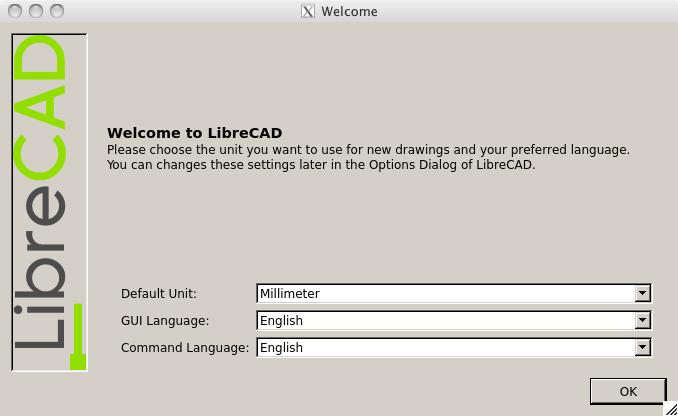 Welcome
LibreCAD
Welcome to LibreCAD
Please choose the unit you want to use for new drawings and your preferred language.
You can changes these settings later in the Options Dialog of LibreCAD.
Default Unit: Millimeter
GUI Language: English
Command Language: English
OK